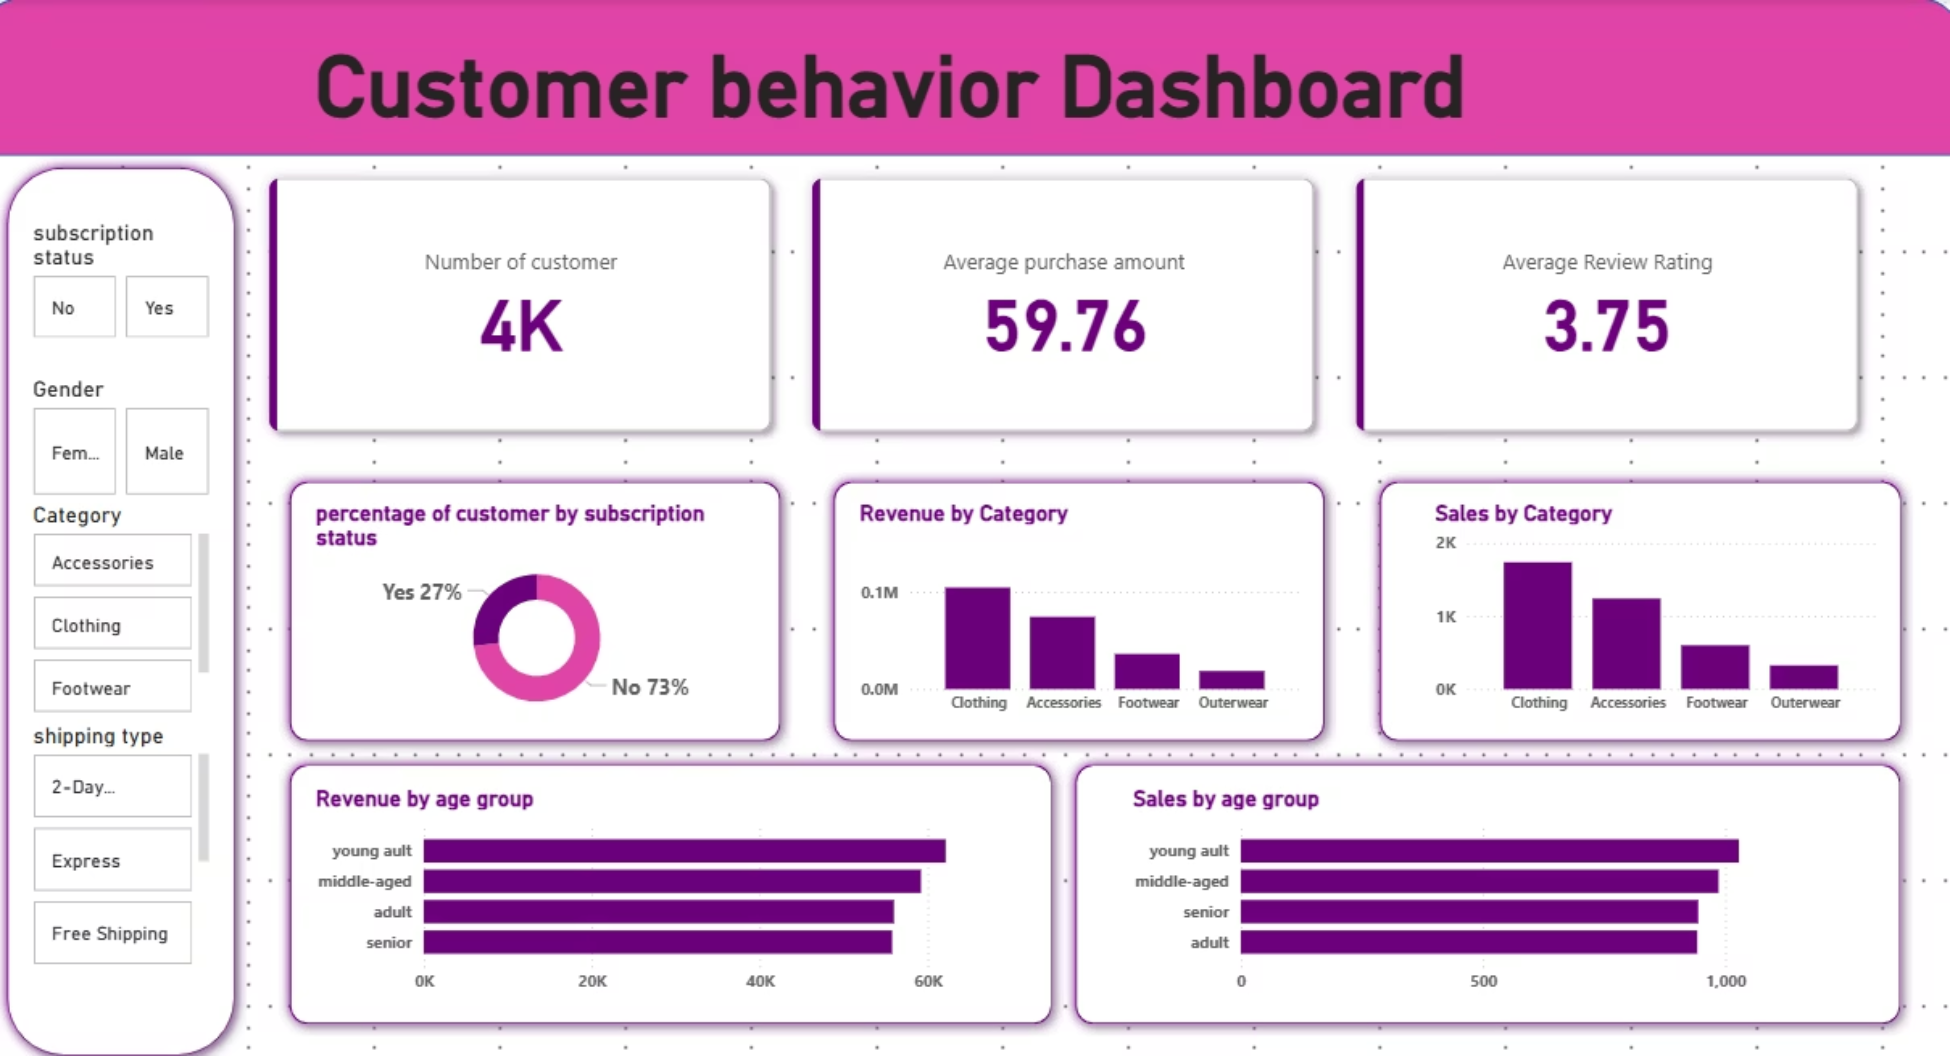 Customer behavior Dashboard
subscription
status
No
Yes
Gender
Fem...
Male
Category
Accessories
Clothing
Footwear
shipping type
2-Day...
Express
Free Shipping
Number of customer
4K
Average purchase amount
59.76
Average Review Rating
3.75
percentage of customer by subscription
status
Yes 27%
No 73%
Revenue by Category
0.1M
0.0M
Clothing
Accessories
Footwear
Outerwear
Sales by Category
2K
1K
0K
Clothing
Accessories
Footwear
Outerwear
Revenue by age group
young ault
middle-aged
adult
senior
0K
20K
40K
60K
Sales by age group
young ault
middle-aged
senior
adult
0
500
1,000